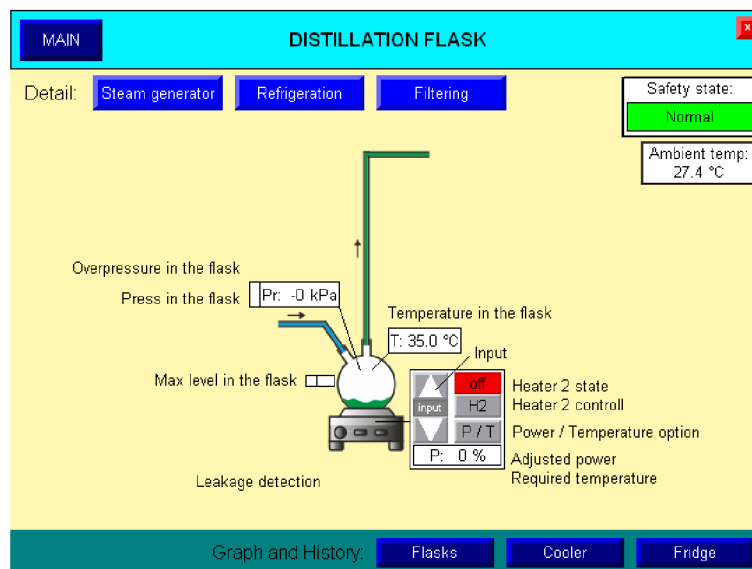 MAIN
DISTILLATION FLASK
x
Detail:
Steam generator
Refrigeration
Filtering
Safety state:
Normal
Ambient temp:
27.4 °C
Overpressure in the flask
Press in the flask
Pr: -0 kPa
Temperature in the flask
T: 35.0 °C
Input
Max level in the flask
input
off
Heater 2 state
H2
Heater 2 controll
P / T
Power / Temperature option
P: 0 %
Adjusted power
Required temperature
Leakage detection
Graph and History:
Flasks
Cooler
Fridge